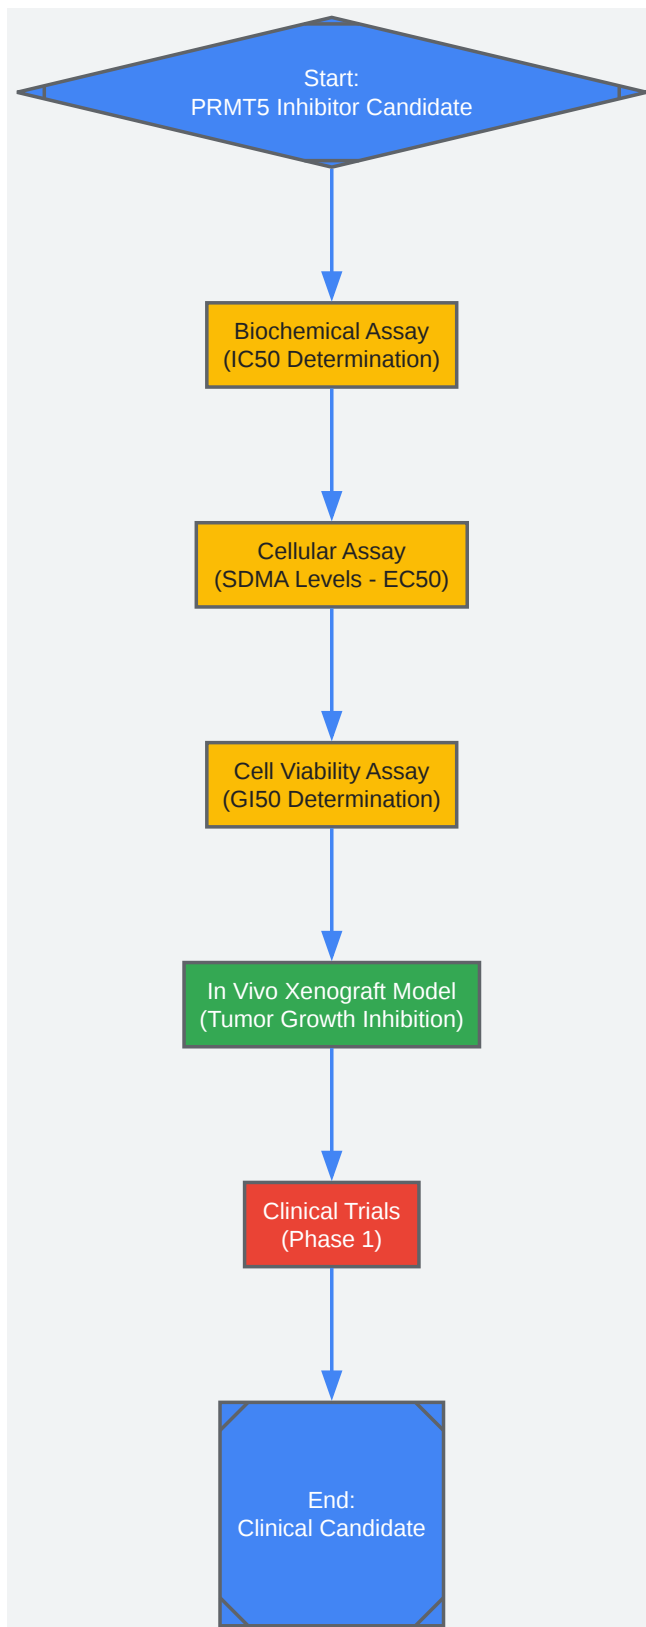 Start:
PRMT5 Inhibitor Candidate
Biochemical Assay
(IC50 Determination)
Cellular Assay
(SDMA Levels - EC50)
Cell Viability Assay
(GI50 Determination)
In Vivo Xenograft Model
(Tumor Growth Inhibition)
Clinical Trials
(Phase 1)
End:
Clinical Candidate